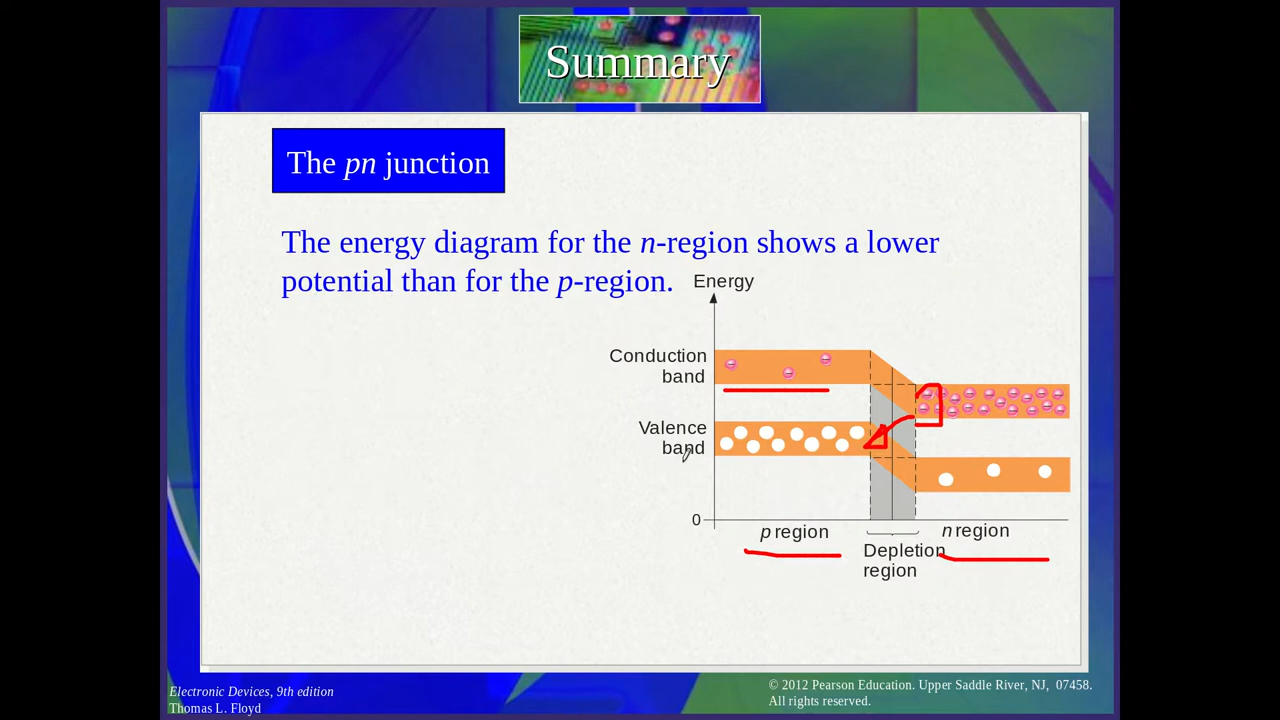 Summary
The pn junction
The energy diagram for the n-region shows a lower
potential than for the p-region.
Energy
Conduction
band
Valence
band
0
p region
n region
Depletion
region
Electronic Devices, 9th edition
Thomas L. Floyd
© 2012 Pearson Education. Upper Saddle River, NJ, 07458.
All rights reserved.